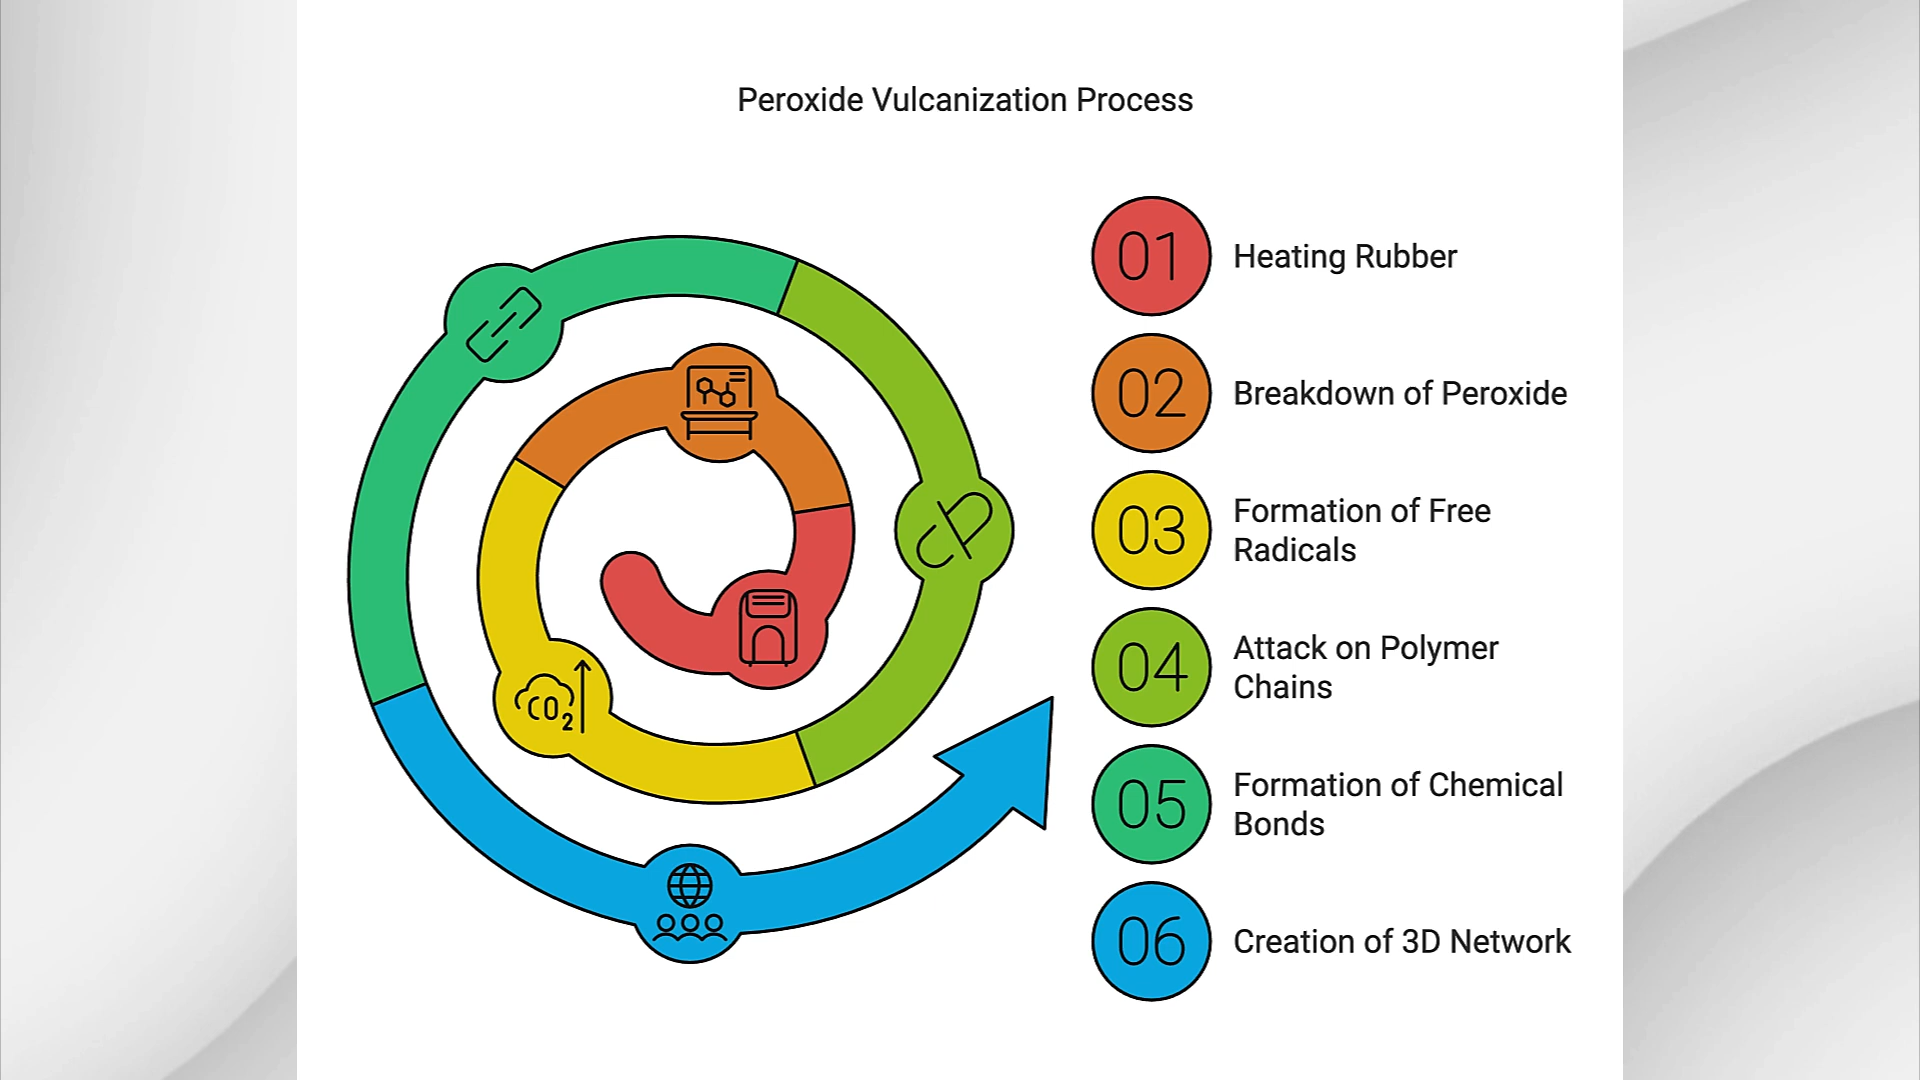 Peroxide Vulcanization Process
01
Heating Rubber
02
Breakdown of Peroxide
03
Formation of Free
Radicals
04
Attack on Polymer
Chains
05
Formation of Chemical
Bonds
06
Creation of 3D Network
CO2